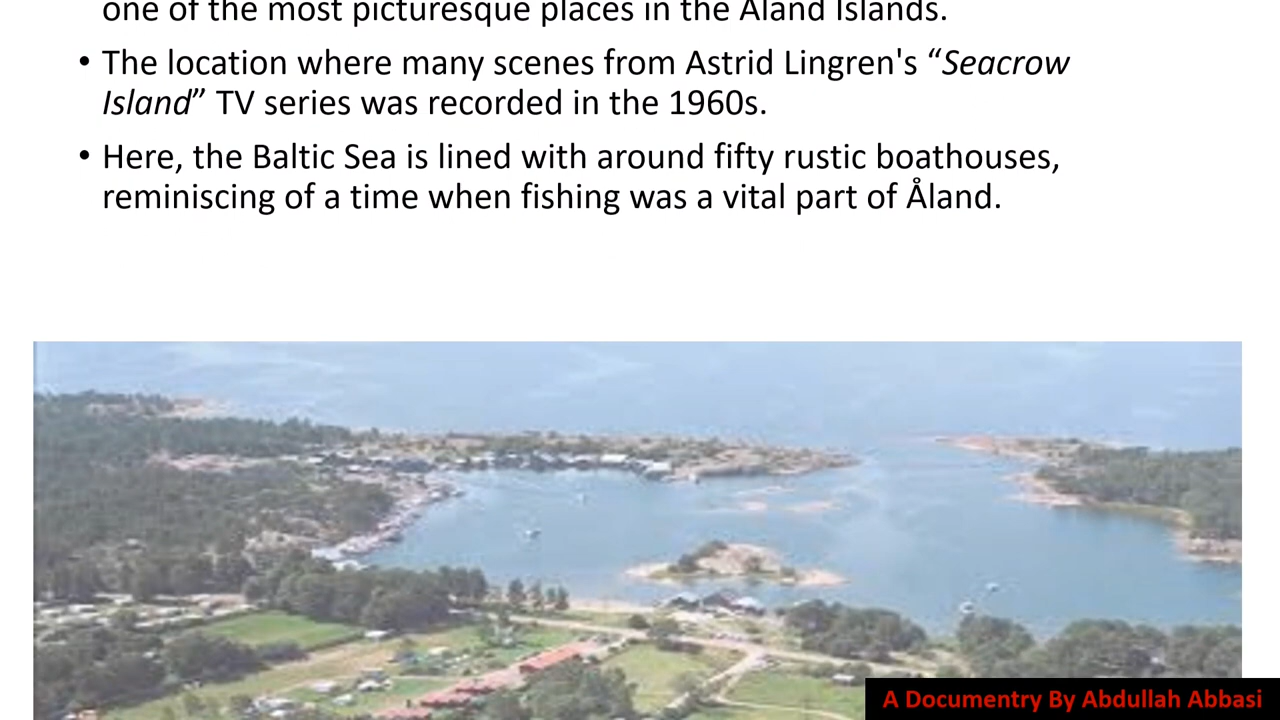 one of the most picturesque places in the Åland Islands.
• The location where many scenes from Astrid Lingren's “Seacrow
Island” TV series was recorded in the 1960s.
• Here, the Baltic Sea is lined with around fifty rustic boathouses,
reminiscing of a time when fishing was a vital part of Åland.
A Documentry By Abdullah Abbasi